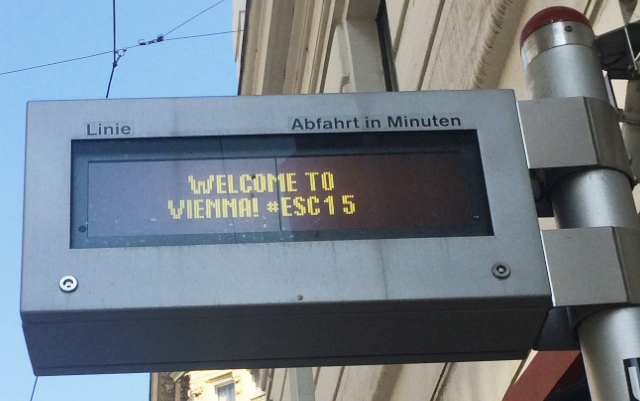 Linie Abfahrt in Minuten
WELCOME TO
VIENNA! #ESC15